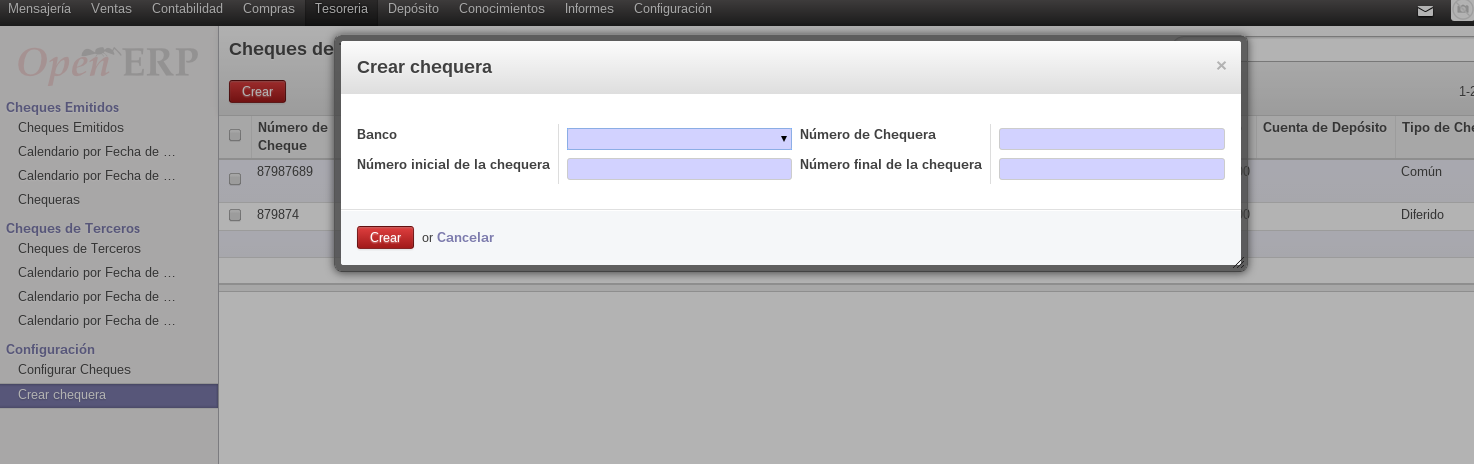 Mensajería Ventas Contabilidad Compras Tesoreria Depósito Conocimientos Informes Configuración
Open ERP
Cheques Emitidos
Cheques Emitidos
Calendario por Fecha de ...
Calendario por Fecha de ...
Chequeras
Cheques de Terceros
Cheques de Terceros
Calendario por Fecha de ...
Calendario por Fecha de ...
Calendario por Fecha de ...
Configuración
Configurar Cheques
Crear chequera
Cheques de
Crear
1-2
Número de Cuenta de Depósito Tipo de Che
Cheque
87987689 Común
879874 Diferido
Crear chequera ×
Banco Número de Chequera
Número inicial de la chequera Número final de la chequera
Crear or Cancelar